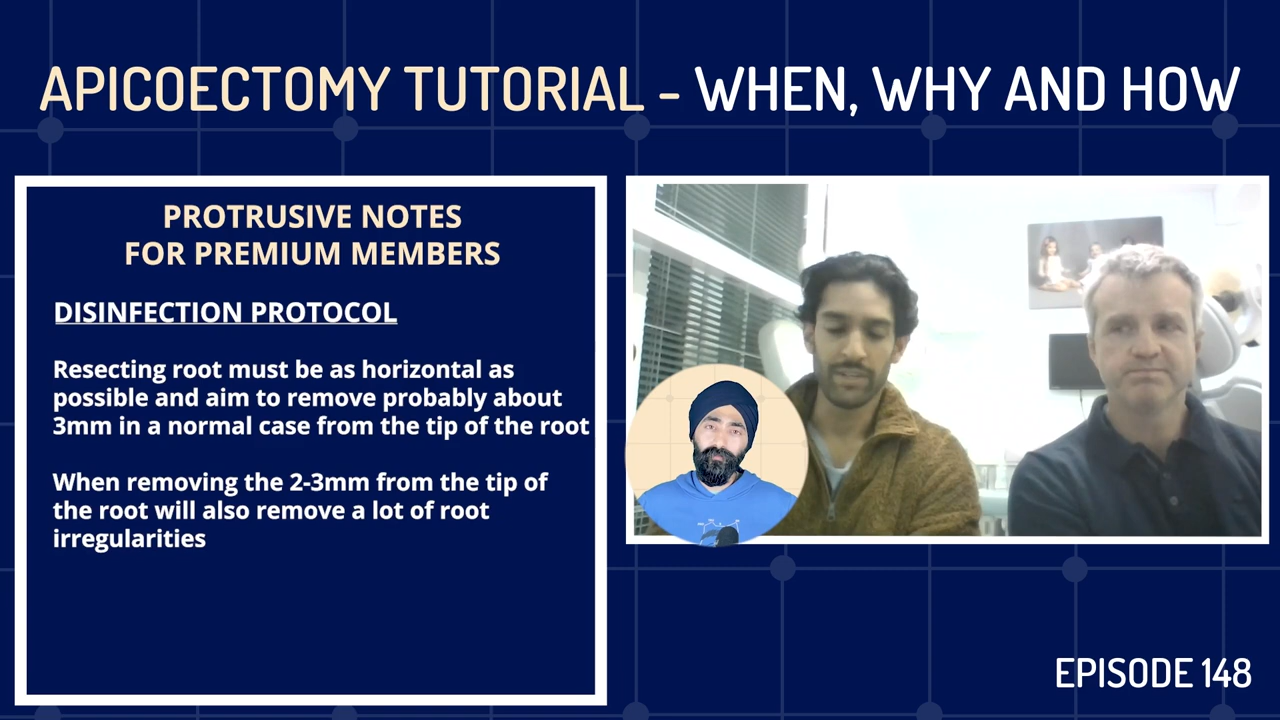 APICOECTOMY TUTORIAL - WHEN, WHY AND HOW
PROTRUSIVE NOTES
FOR PREMIUM MEMBERS
DISINFECTION PROTOCOL
Resecting root must be as horizontal as
possible and aim to remove probably about
3mm in a normal case from the tip of the root
When removing the 2-3mm from the tip of
the root will also remove a lot of root
irregularities
EPISODE 148